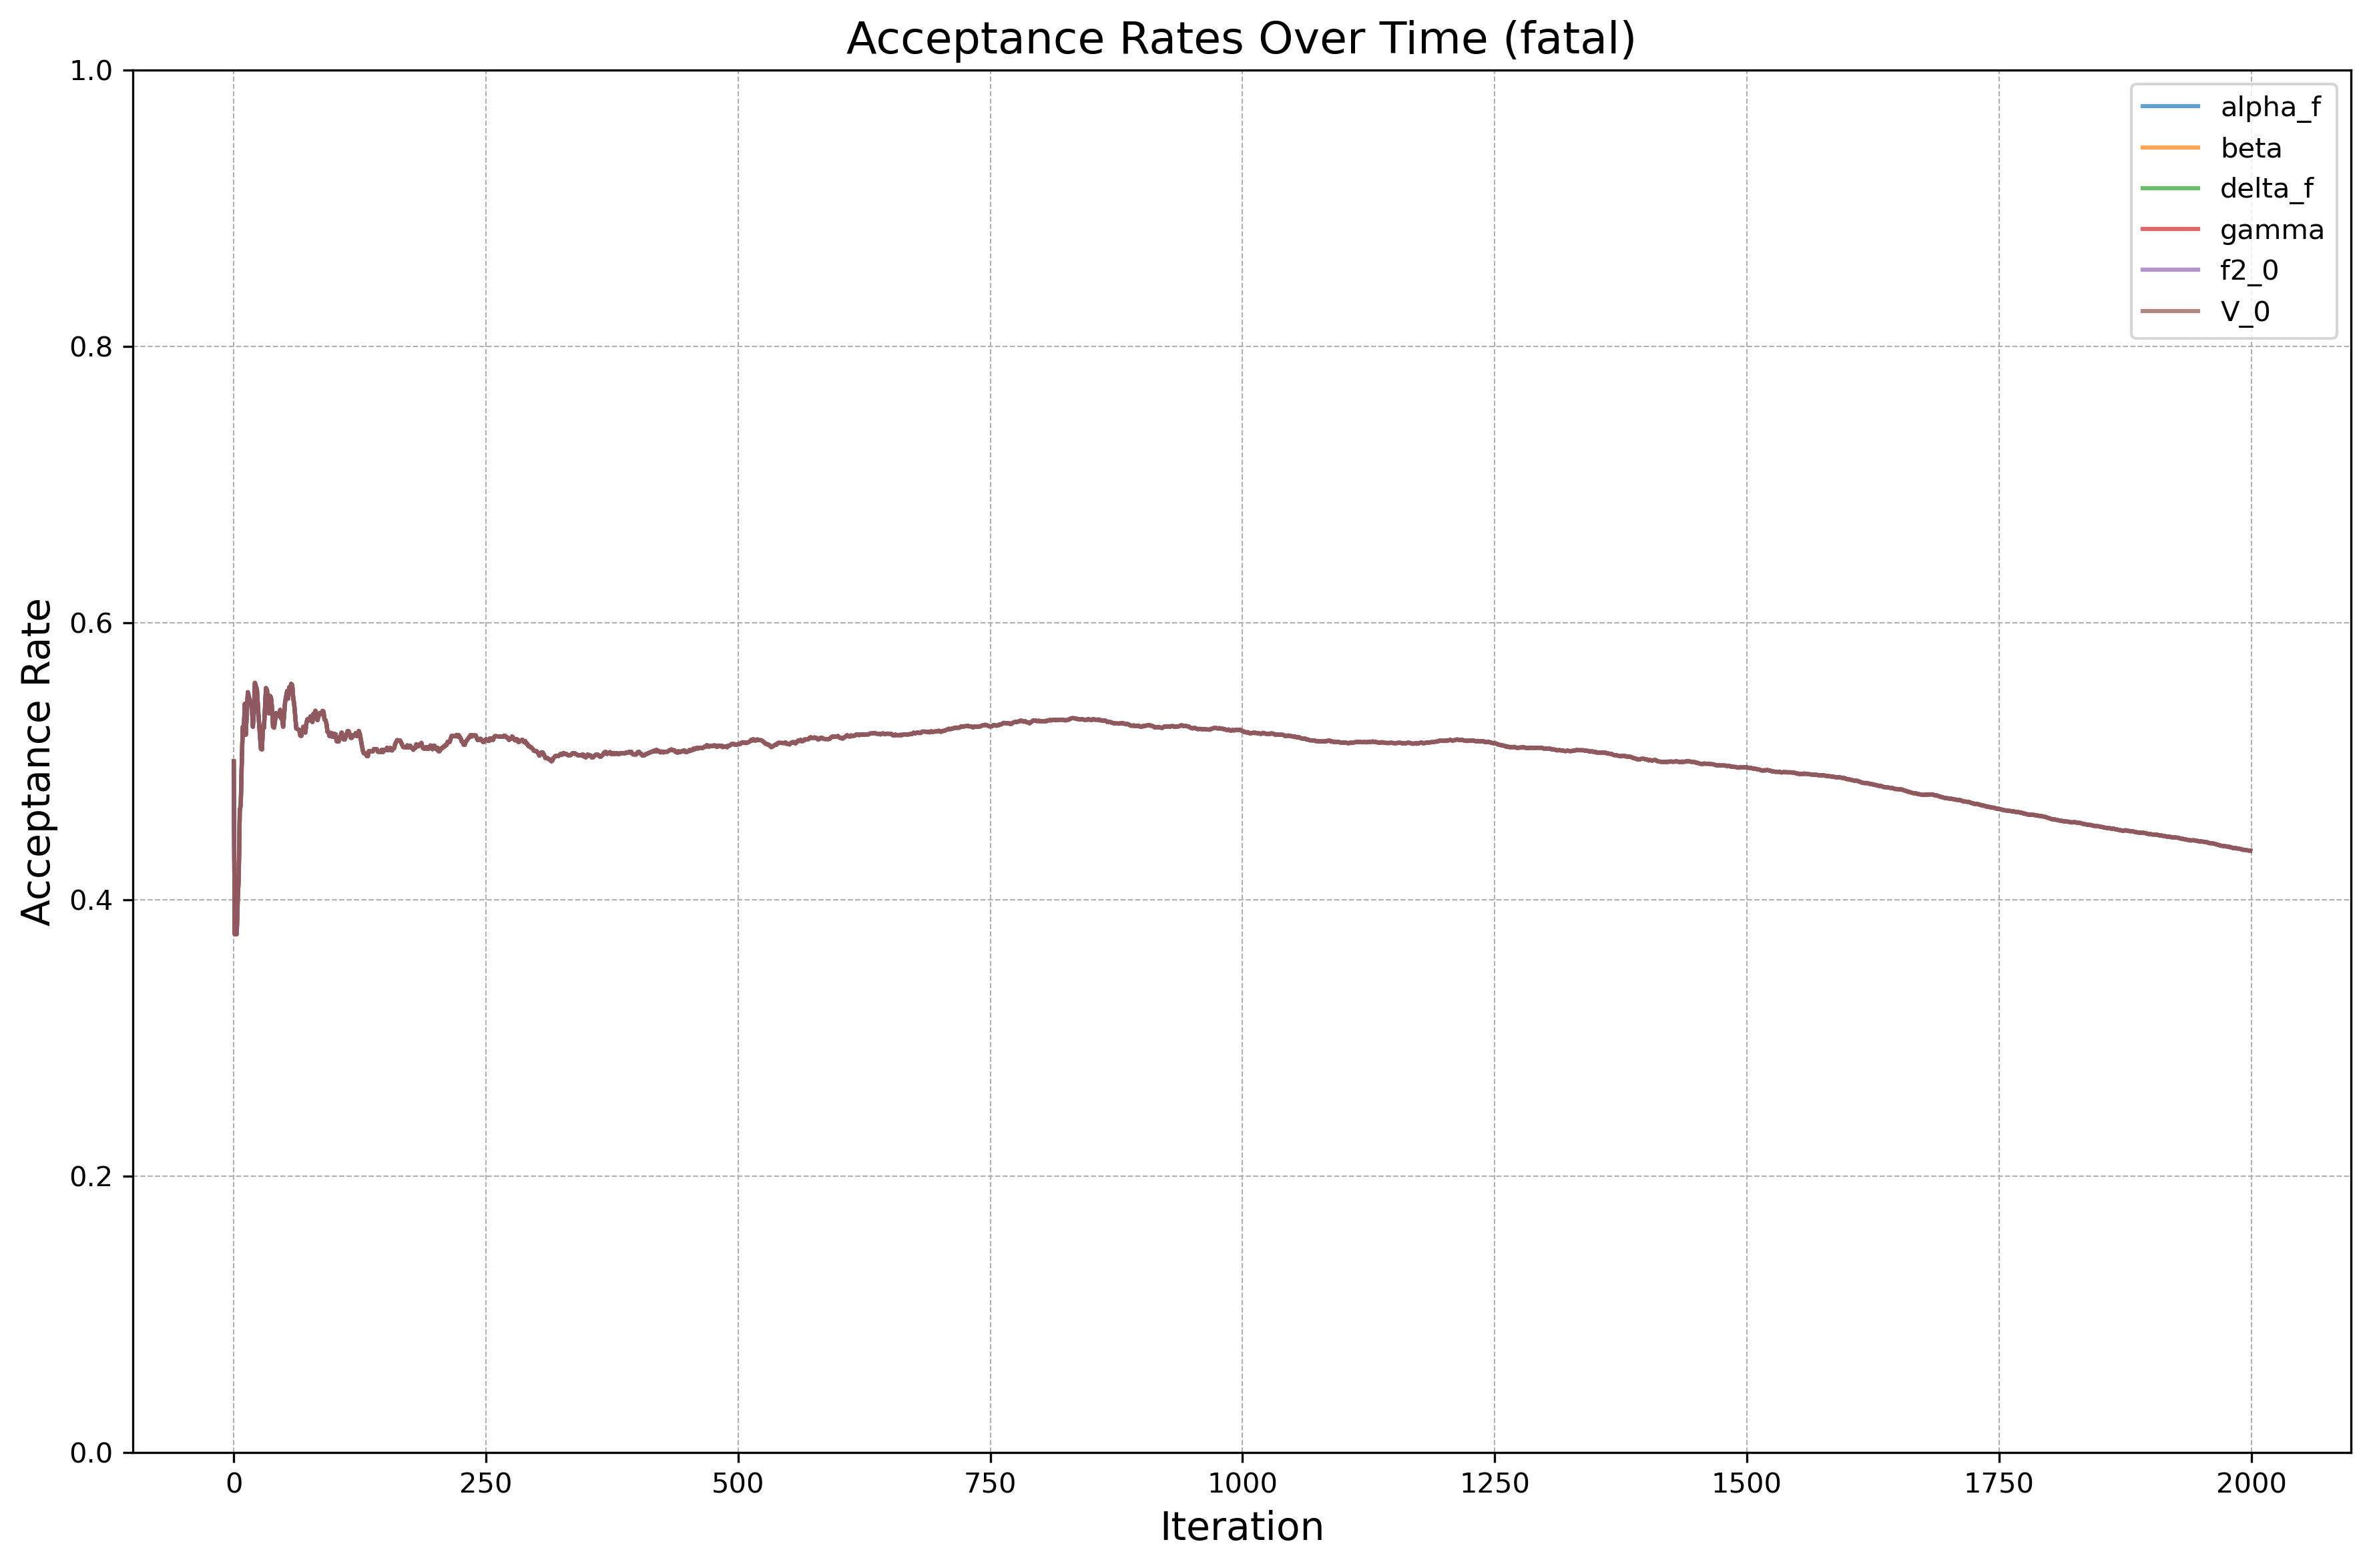 Acceptance Rates Over Time (fatal)
1.0
0.8
0.6
0.4
0.2
0.0
Acceptance Rate
alpha_f
beta
delta_f
gamma
f2_0
V_0
0 250 500 750 1000 1250 1500 1750 2000
Iteration